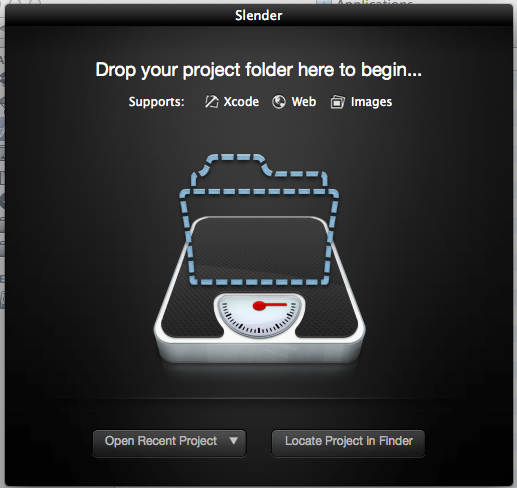 Applications
Slender
Drop your project folder here to begin...
Supports: Xcode Web Images
Open Recent Project
Locate Project in Finder